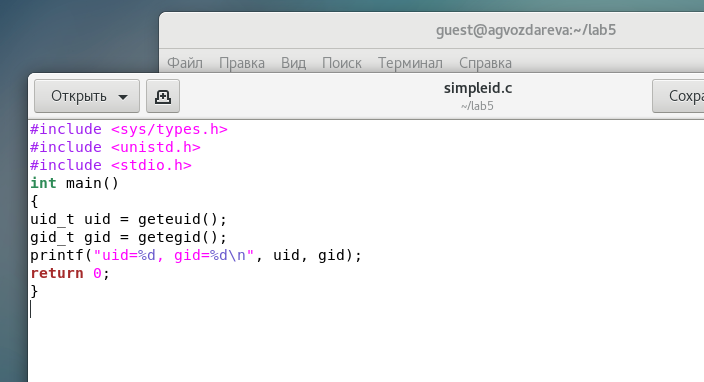 guest@agvozdareva:~/lab5
Файл Правка Вид Поиск Терминал Справка
Открыть
simpleid.c
~/lab5
Сохра
#include <sys/types.h>
#include <unistd.h>
#include <stdio.h>
int main()
{
uid_t uid = geteuid();
gid_t gid = getegid();
printf("uid=%d, gid=%d\n", uid, gid);
return 0;
}